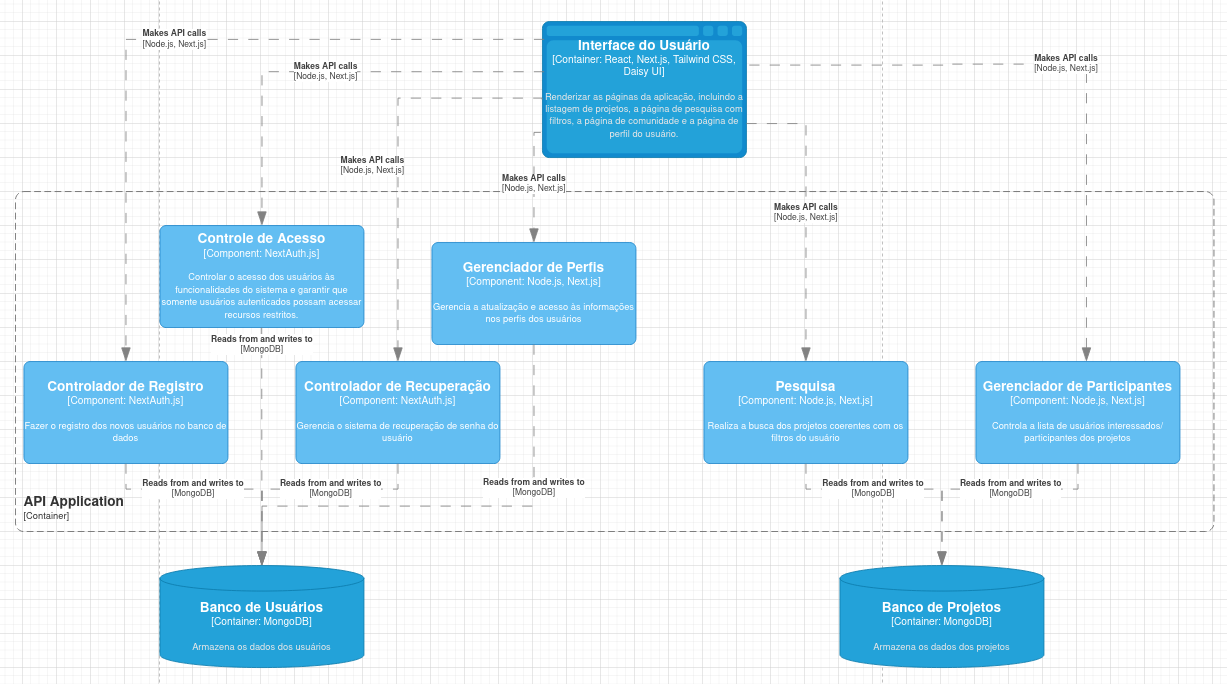 Makes API calls
[Node.js, Next.js]
Interface do Usuário
[Container: React, Next.js, Tailwind CSS,
Daisy UI]
Renderizar as páginas da aplicação, incluindo a
listagem de projetos, a página de pesquisa com
filtros, a página de comunidade e a página de
perfil do usuário.
Makes API calls
[Node.js, Next.js]
Makes API calls
[Node.js, Next.js]
Makes API calls
[Node.js, Next.js]
Makes API calls
[Node.js, Next.js]
Makes API calls
[Node.js, Next.js]
Controle de Acesso
[Component: NextAuth.js]
Controlar o acesso dos usuários às
funcionalidades do sistema e garantir que
somente usuários autenticados possam acessar
recursos restritos.
Gerenciador de Perfis
[Component: Node.js, Next.js]
Gerencia a atualização e acesso às informações
nos perfis dos usuários
Reads from and writes to
[MongoDB]
Controlador de Registro
[Component: NextAuth.js]
Fazer o registro dos novos usuários no banco de
dados
Controlador de Recuperação
[Component: NextAuth.js]
Gerencia o sistema de recuperação de senha do
usuário
Pesquisa
[Component: Node.js, Next.js]
Realiza a busca dos projetos coerentes com os
filtros do usuário
Gerenciador de Participantes
[Component: Node.js, Next.js]
Controla a lista de usuários interessados/
participantes dos projetos
Reads from and writes to
[MongoDB]
Reads from and writes to
[MongoDB]
Reads from and writes to
[MongoDB]
Reads from and writes to
[MongoDB]
Reads from and writes to
[MongoDB]
API Application
[Container]
Banco de Usuários
[Container: MongoDB]
Armazena os dados dos usuários
Banco de Projetos
[Container: MongoDB]
Armazena os dados dos projetos